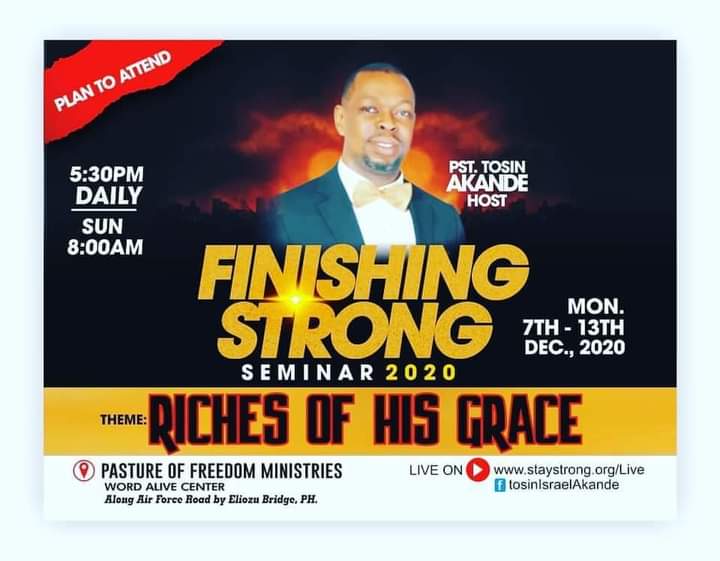 PLAN TO ATTEND
5:30PM
DAILY
SUN
8:00AM
PST. TOSIN
AKANDE
HOST
FINISHING
STRONG
SEMINAR 2020
MON.
7TH - 13TH
DEC., 2020
THEME: RICHES OF HIS GRACE
PASTURE OF FREEDOM MINISTRIES
WORD ALIVE CENTER
Along Air Force Road by Eliozu Bridge, PH.
LIVE ON www.staystrong.org/Live
f tosinIsraelAkande